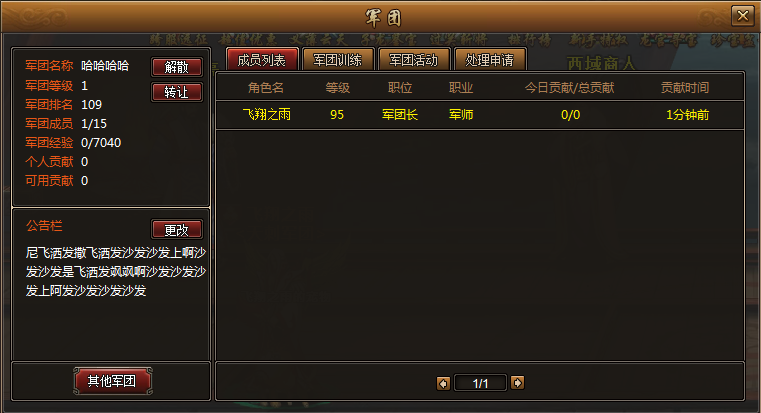 军团
西域商人
军团名称 哈哈哈哈
解散
军团等级 1
转让
军团排名 109
军团成员 1/15
军团经验 0/7040
个人贡献 0
可用贡献 0
公告栏
更改
尼飞洒发撒飞洒发沙发沙发上啊沙
发沙发是飞洒发飒飒啊沙发沙发沙
发上阿发沙发沙发沙发
其他军团
成员列表 军团训练 军团活动 处理申请
角色名 等级 职位 职业 今日贡献/总贡献 贡献时间
飞翔之雨 95 军团长 军师 0/0 1分钟前
1/1